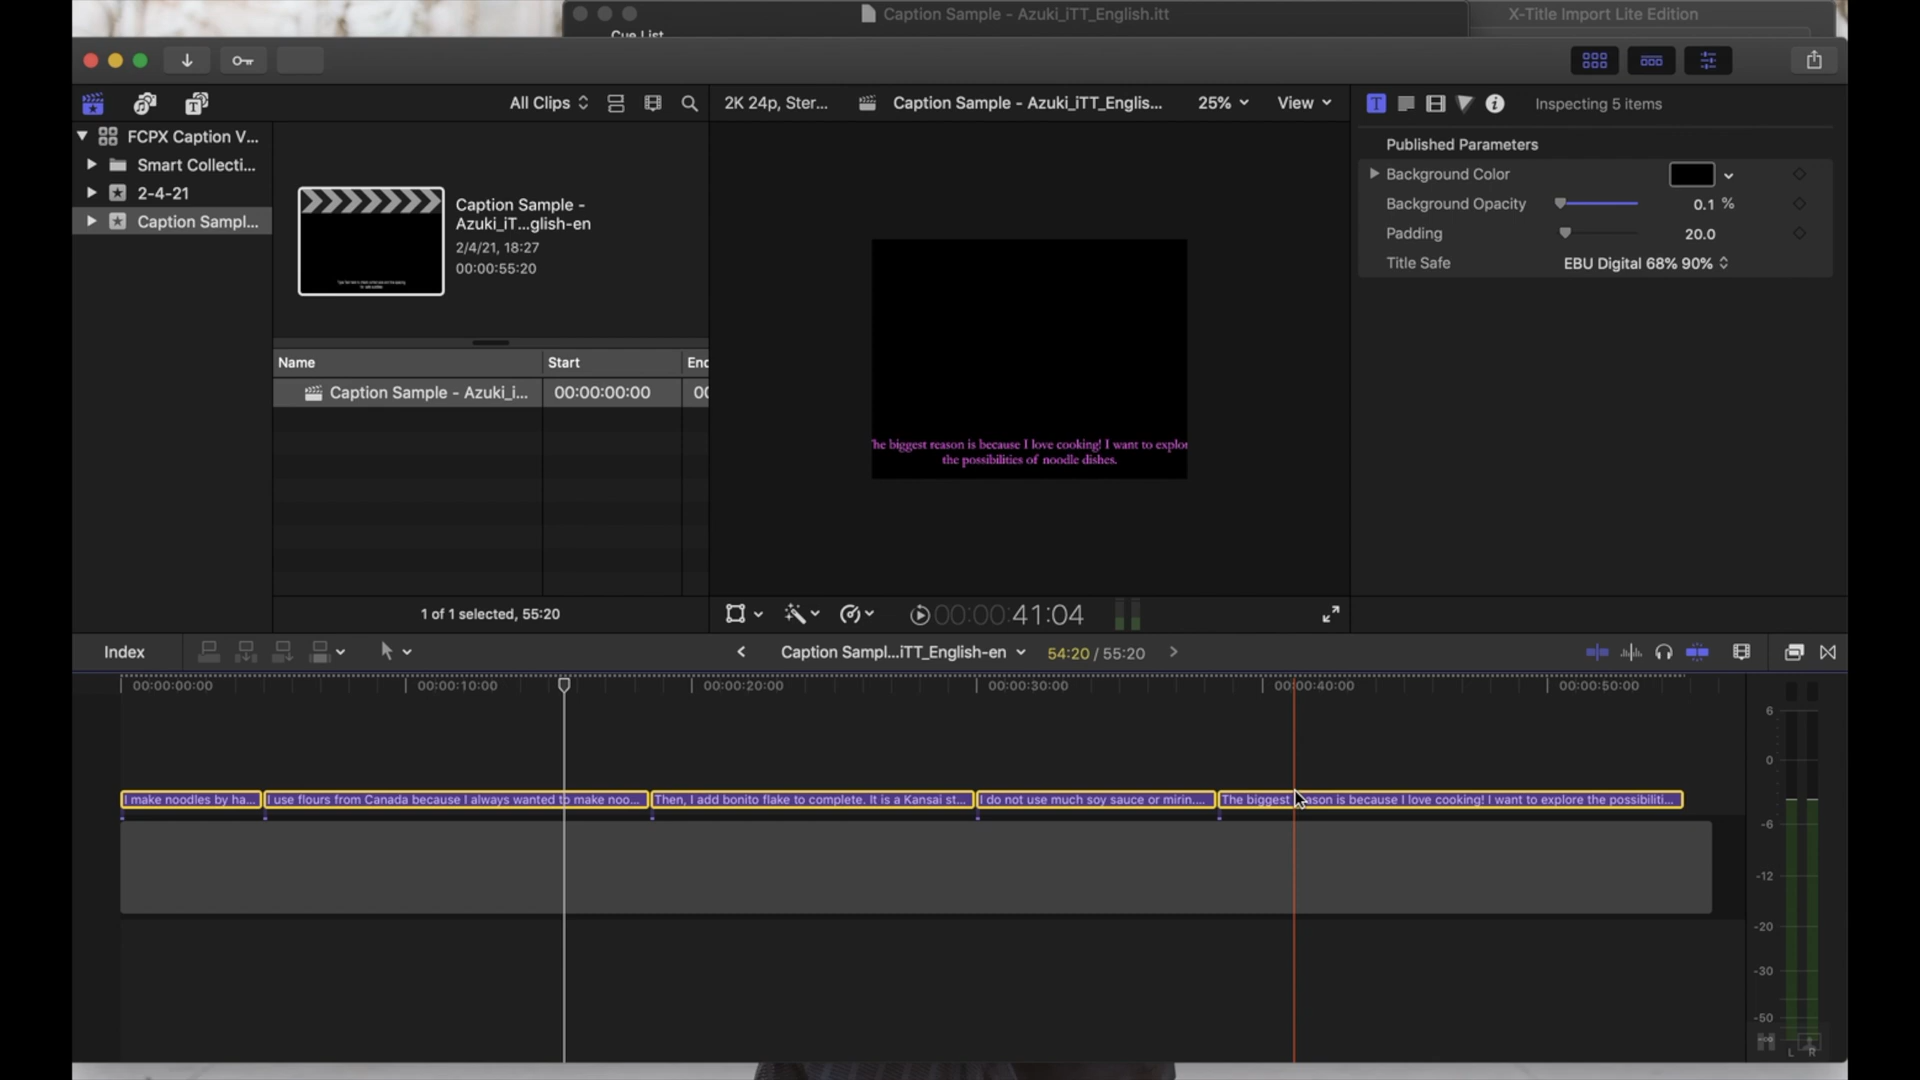 Caption Sample - Azuki_iTT_English.itt
X-Title Import Lite Edition
Cue List
All Clips
2K 24p, Ster...
Caption Sample - Azuki_iTT_Englis...
25%
View
Inspecting 5 items
FCPX Caption V...
Smart Collecti...
2-4-21
Caption Sampl...
Caption Sample -
Azuki_iT...glish-en
2/4/21, 18:27
00:00:55:20
Published Parameters
Background Color
Background Opacity
0.1 %
Padding
20.0
Title Safe
EBU Digital 68% 90%
Name
Start
Caption Sample - Azuki_i...
00:00:00:00
he biggest reason is because I love cooking! I want to explor
the possibilities of noodle dishes.
1 of 1 selected, 55:20
00:00:41:04
Index
Caption Sampl...iTT_English-en
54:20 / 55:20
00:00:00:00
00:00:10:00
00:00:20:00
00:00:30:00
00:00:40:00
00:00:50:00
I make noodles by ha...
I use flours from Canada because I always wanted to make noo...
Then, I add bonito flake to complete. It is a Kansai st...
I do not use much soy sauce or mirin....
The biggest reason is because I love cooking! I want to explore the possibiliti...
6
0
-6
-12
-20
-30
-50
L
R